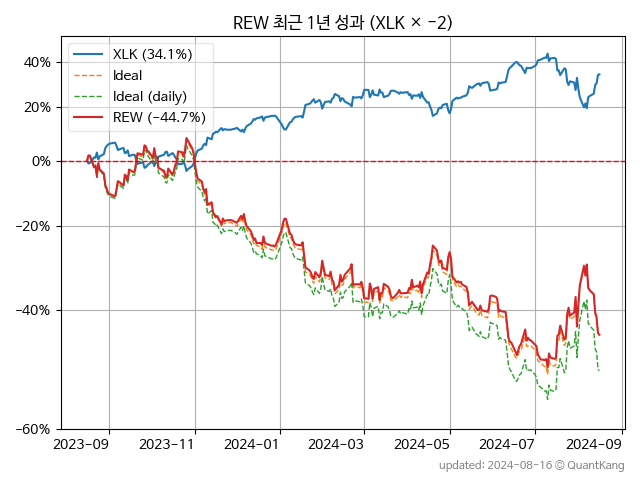 REW 최근 1년 성과 (XLK × −2)
XLK (34.1%)
Ideal
Ideal (daily)
REW (−44.7%)
40%
20%
0%
−20%
−40%
−60%
2023−09 2023−11 2024−01 2024−03 2024−05 2024−07 2024−09
updated: 2024−08−16 © QuantKang